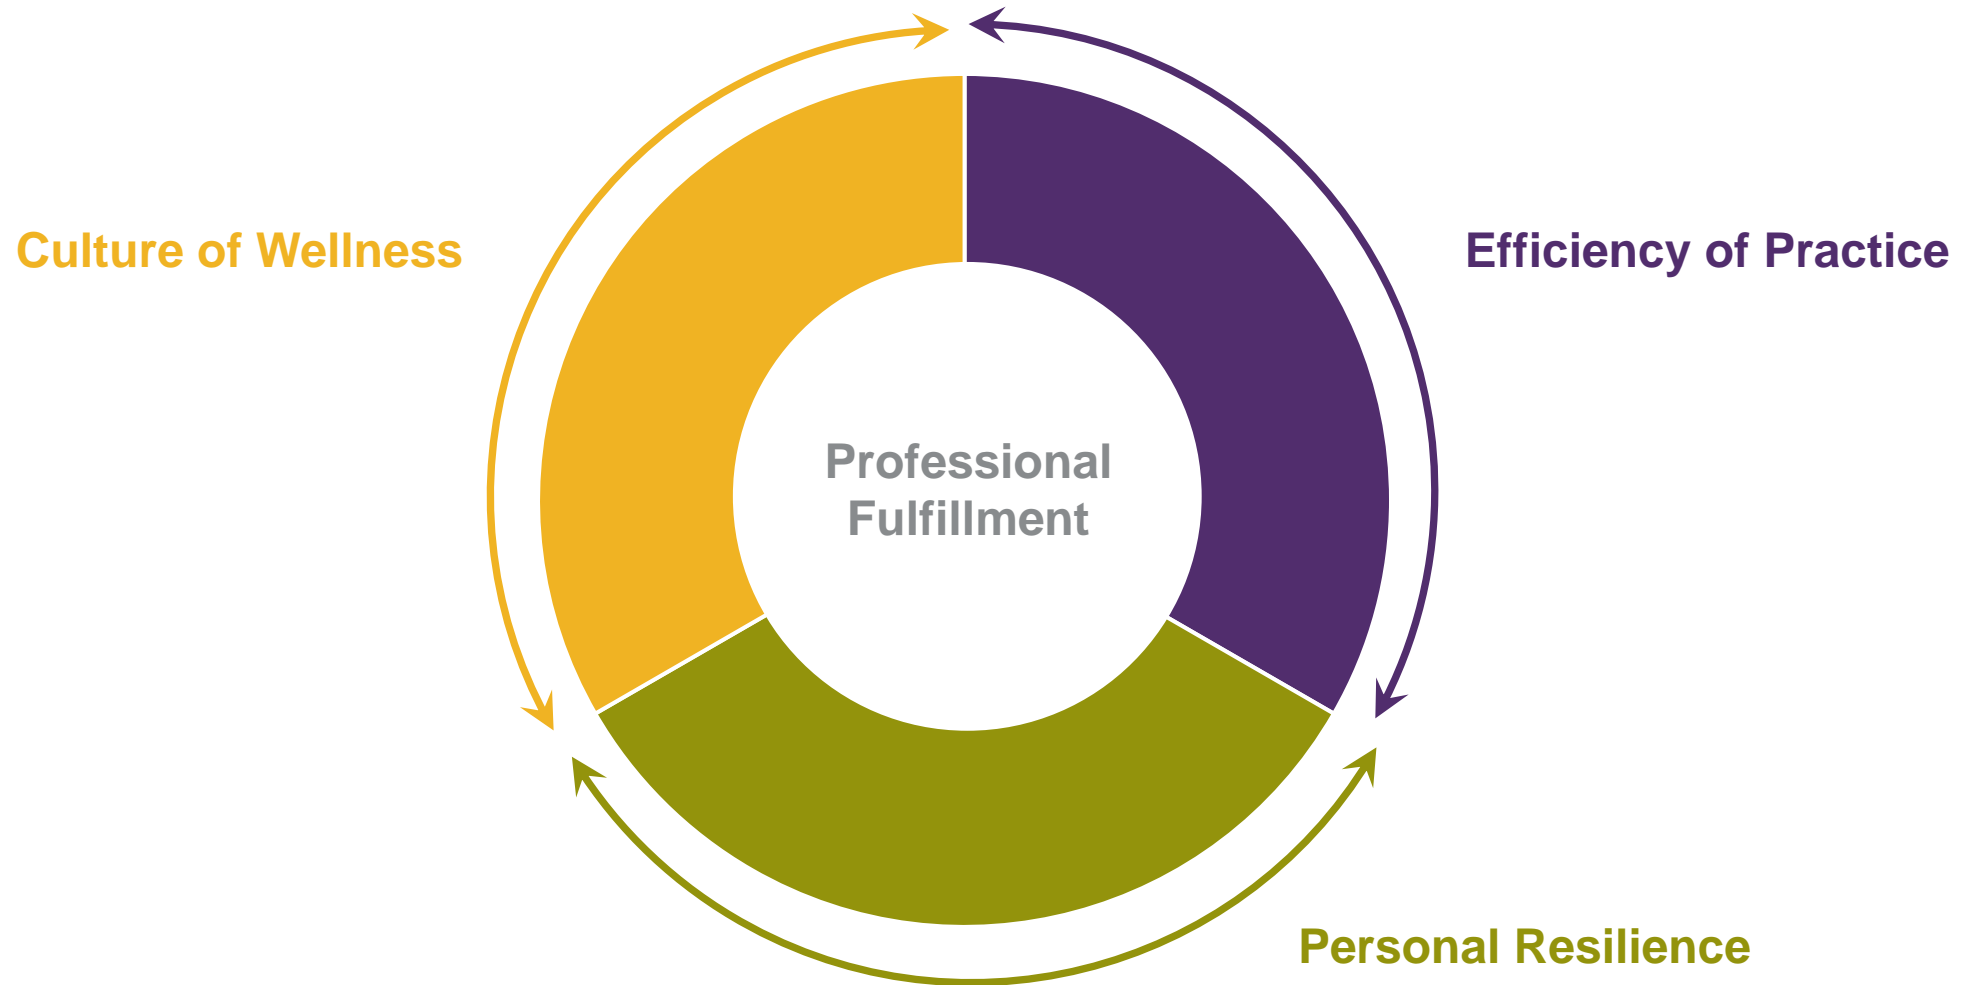 Culture of Wellness
Efficiency of Practice
Professional
Fulfillment
Personal Resilience